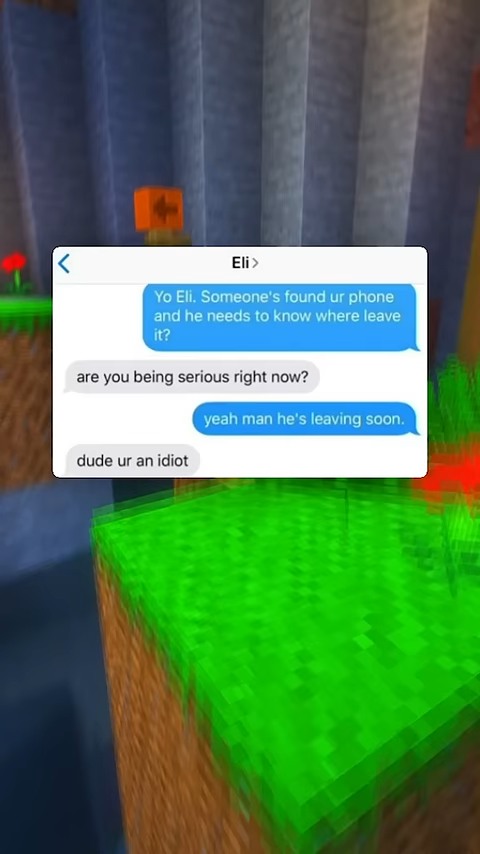 Eli
Yo Eli. Someone's found ur phone
and he needs to know where leave
it?
are you being serious right now?
yeah man he's leaving soon.
dude ur an idiot